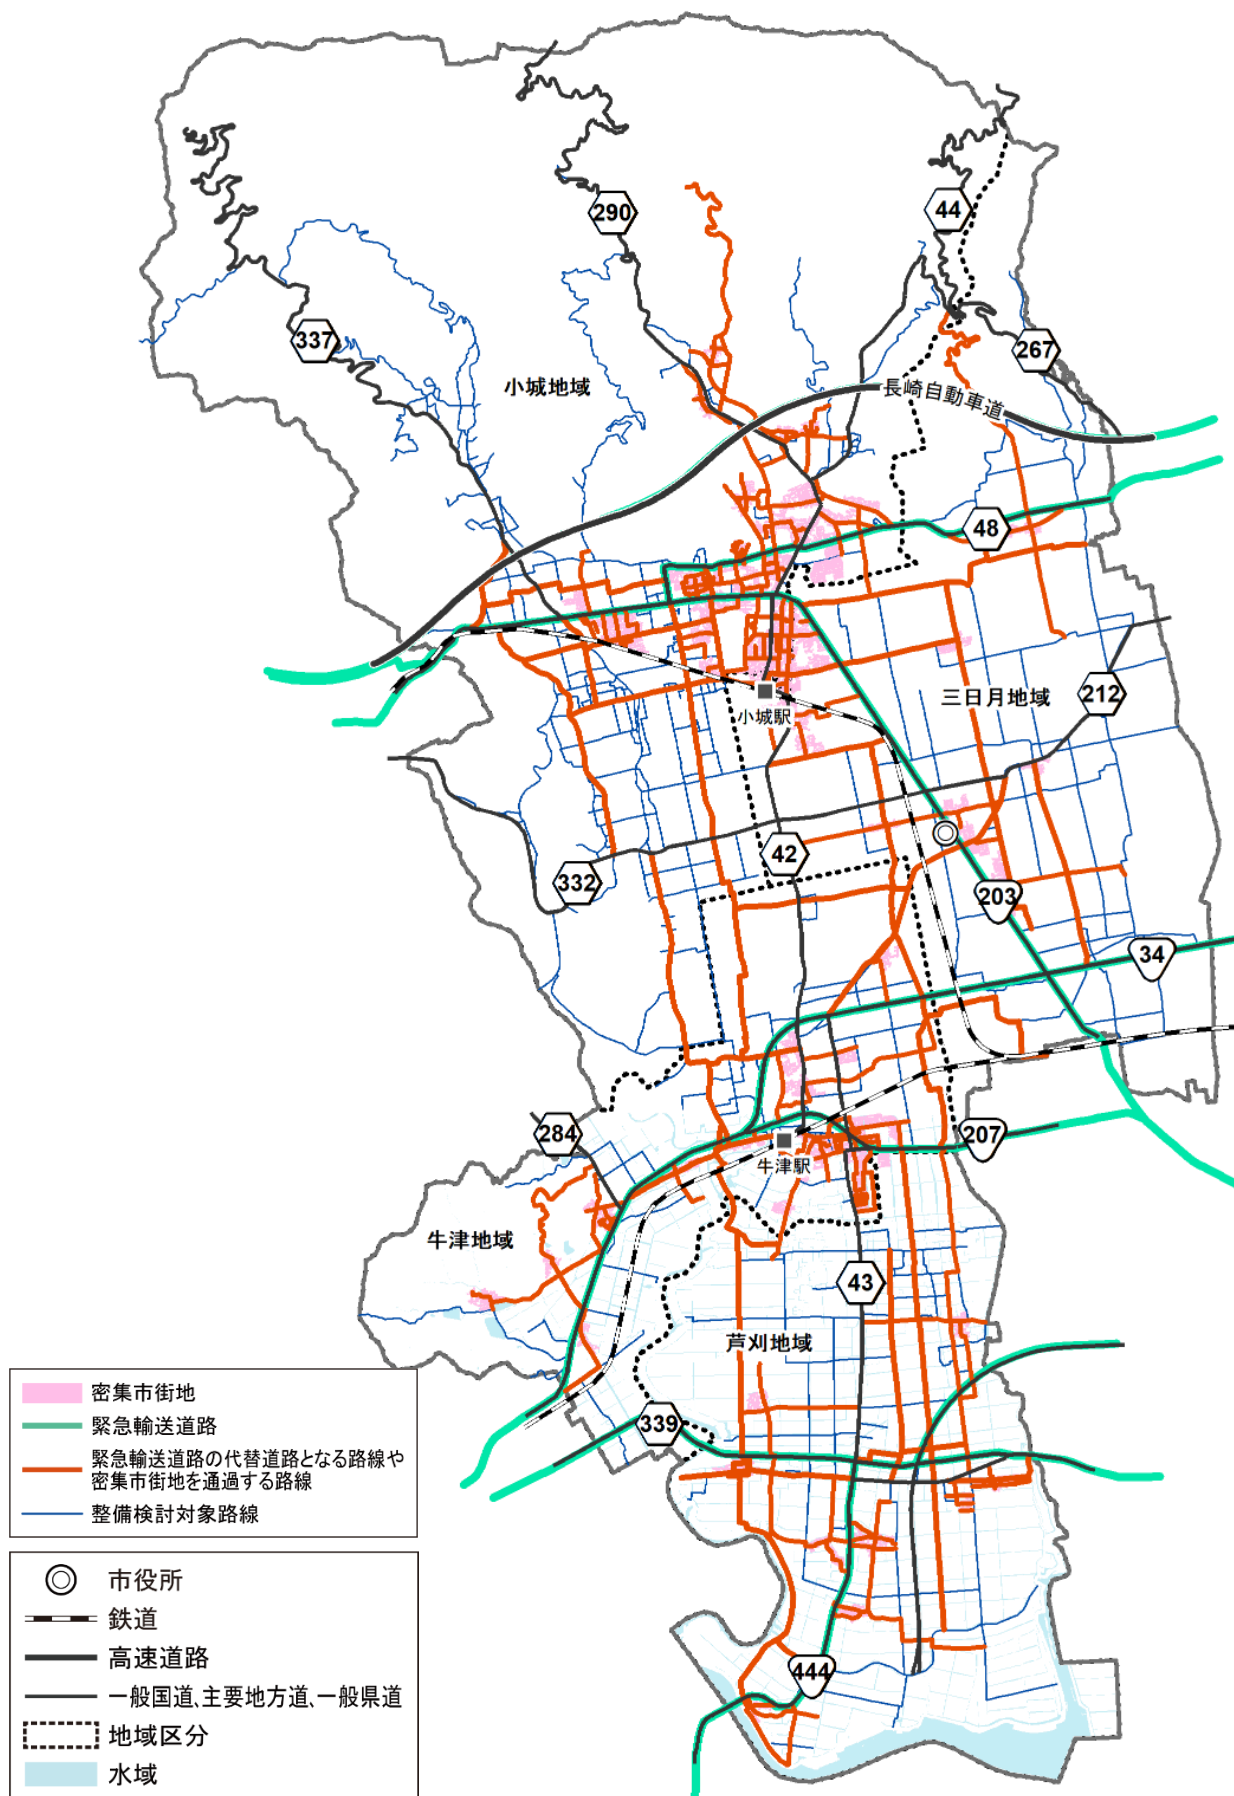 290
44
337
267
小城地域
長崎自動車道
48
三日月地域
212
小城駅
42
332
203
34
284
207
牛津駅
牛津地域
43
芦刈地域
339
444
密集市街地
緊急輸送道路
緊急輸送道路の代替道路となる路線や
密集市街地を通過する路線
整備検討対象路線
市役所
鉄道
高速道路
一般国道、主要地方道、一般県道
地域区分
水域